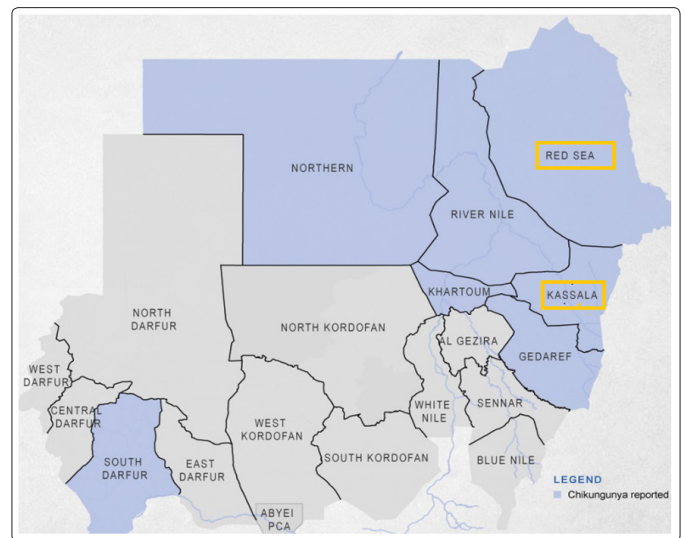 RED SEA
NORTHERN
RIVER NILE
KHARTOUM
KASSALA
NORTH
DARFUR
NORTH KORDOFAN
AL GEZIRA
GEDAREF
WEST
DARFUR
CENTRAL
DARFUR
WHITE
NILE
SENNAR
WEST
KORDOFAN
SOUTH
DARFUR
EAST
DARFUR
SOUTH KORDOFAN
BLUE NILE
ABYEI
PCA
LEGEND
Chikungunya reported